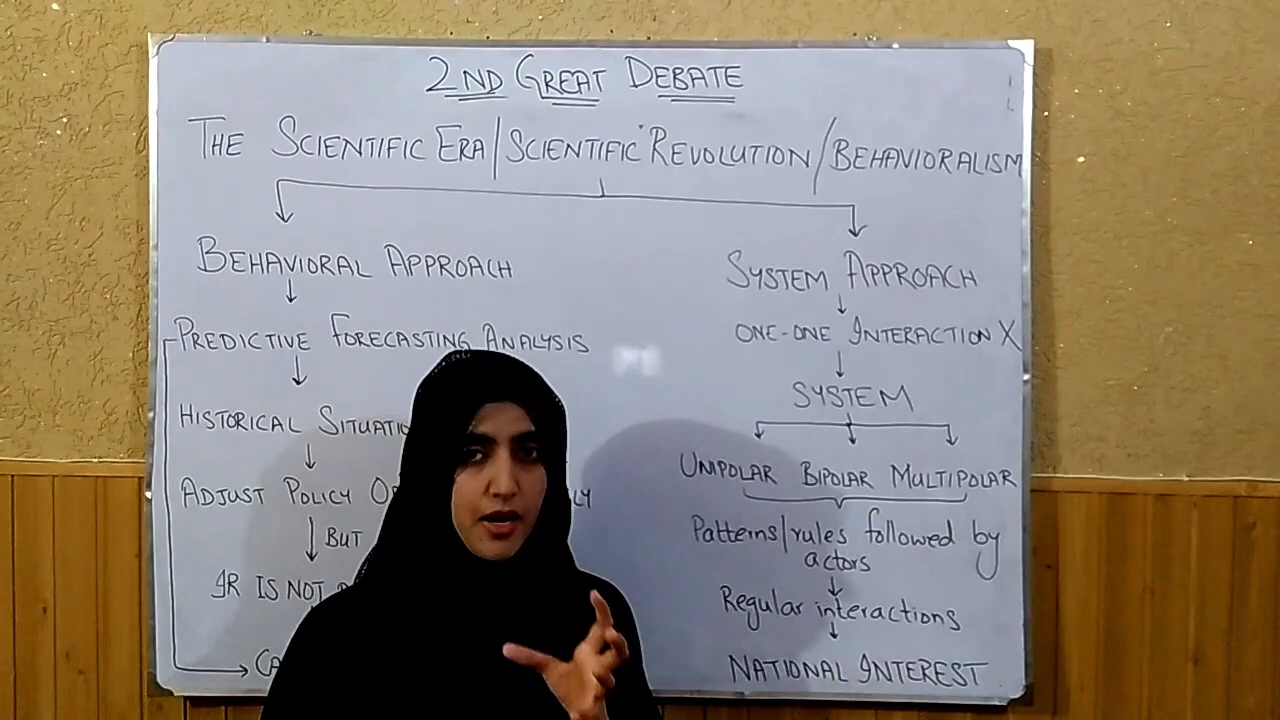 2ND GREAT DEBATE
THE SCIENTIFIC ERA/SCIENTIFIC REVOLUTION/BEHAVIORALISM
BEHAVIORAL APPROACH
PREDICTIVE FORECASTING ANALYSIS
HISTORICAL
ADJUST POLICY
BUT
IR IS NOT
SYSTEM APPROACH
ONE-ONE INTERACTION X
SYSTEM
UNIPOLAR BIPOLAR MULTIPOLAR
Patterns/rules followed by
actors
Regular interactions
NATIONAL INTEREST